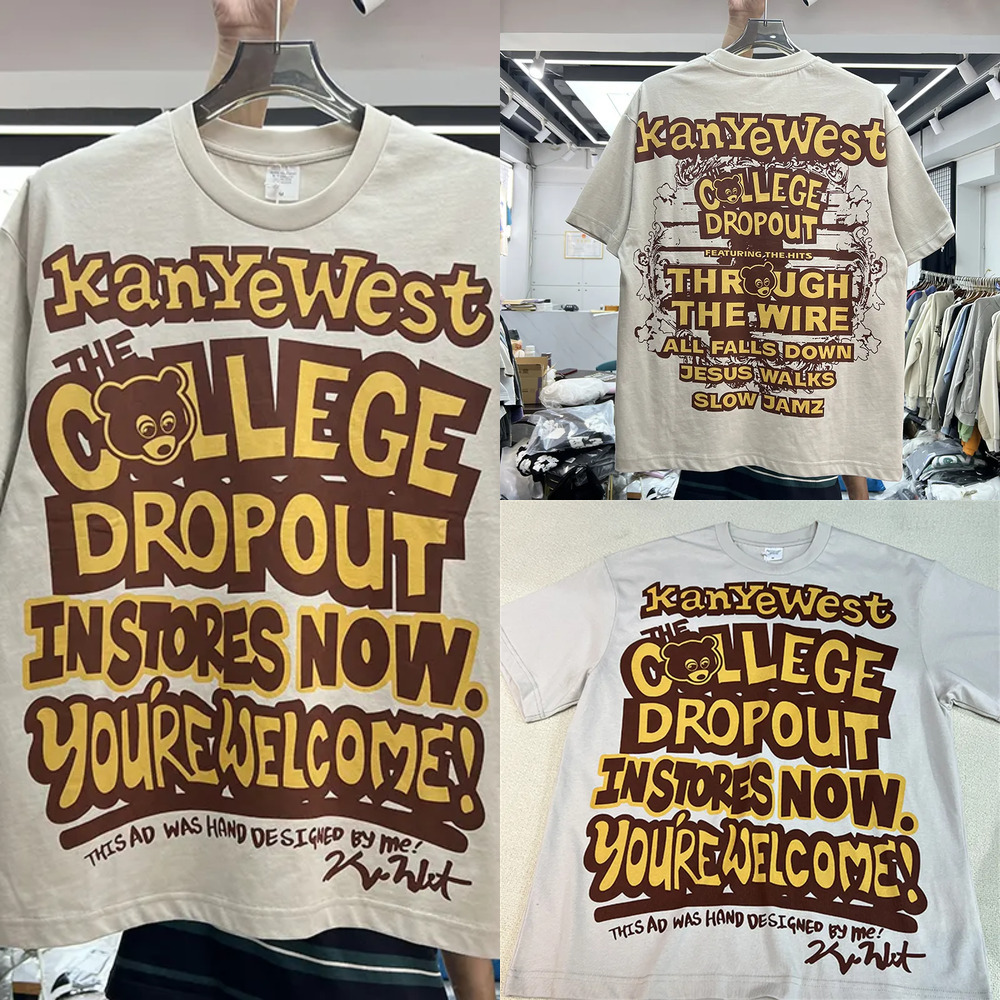 kanYeWest
THE
COLLEGE
DROPOUT
IN STORES NOW.
YOU'RE WELCOME!
THIS AD WAS HAND DESIGNED BY me!
kanYeWest
COLLEGE
DROPOUT
FEATURING THE HITS
THROUGH
THE WIRE
ALL FALLS DOWN
JESUS WALKS
SLOW JAMZ
kanYeWest
THE
COLLEGE
DROPOUT
IN STORES NOW.
YOU'RE WELCOME!
THIS AD WAS HAND DESIGNED BY me!